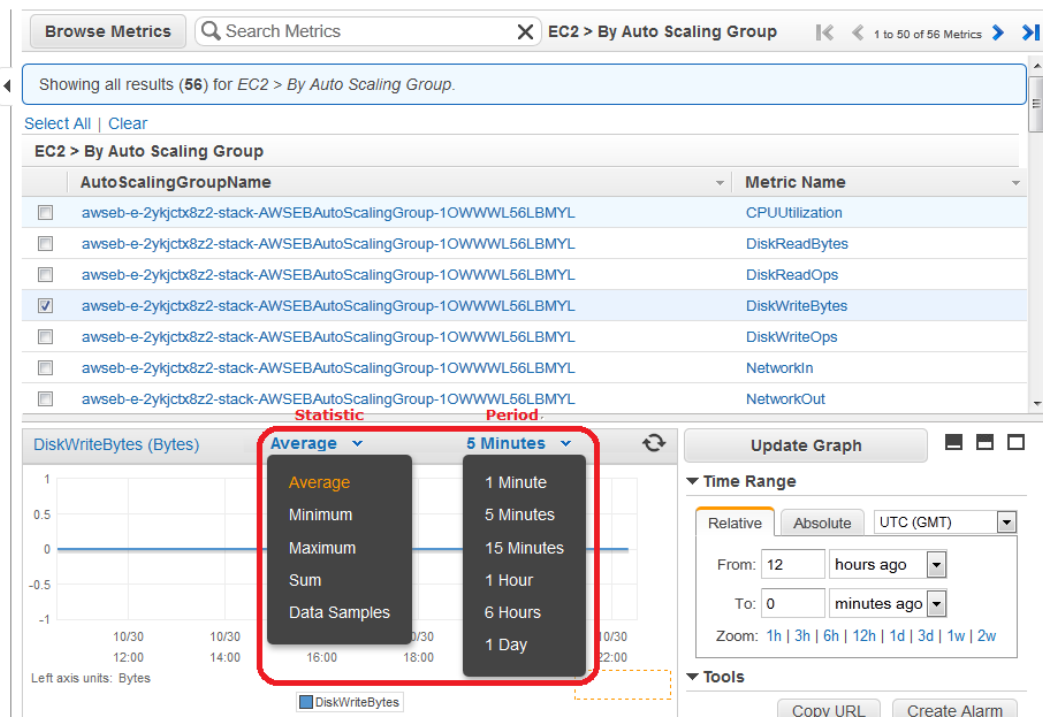 Browse Metrics Search Metrics EC2 > By Auto Scaling Group 1 to 50 of 56 Metrics
Showing all results (56) for EC2 > By Auto Scaling Group.
Select All | Clear
EC2 > By Auto Scaling Group
AutoScalingGroupName Metric Name
awseb-e-2ykjctx8z2-stack-AWSEBAutoScalingGroup-1OWWWL56LBMYL CPUUtilization
awseb-e-2ykjctx8z2-stack-AWSEBAutoScalingGroup-1OWWWL56LBMYL DiskReadBytes
awseb-e-2ykjctx8z2-stack-AWSEBAutoScalingGroup-1OWWWL56LBMYL DiskReadOps
awseb-e-2ykjctx8z2-stack-AWSEBAutoScalingGroup-1OWWWL56LBMYL DiskWriteBytes
awseb-e-2ykjctx8z2-stack-AWSEBAutoScalingGroup-1OWWWL56LBMYL DiskWriteOps
awseb-e-2ykjctx8z2-stack-AWSEBAutoScalingGroup-1OWWWL56LBMYL NetworkIn
awseb-e-2ykjctx8z2-stack-AWSEBAutoScalingGroup-1OWWWL56LBMYL NetworkOut
Statistic Period
DiskWriteBytes (Bytes) Average 5 Minutes
Average
Minimum
Maximum
Sum
Data Samples
1 Minute
5 Minutes
15 Minutes
1 Hour
6 Hours
1 Day
1
0.5
0
-0.5
-1
10/30 10/30 /30 10/30
12:00 14:00 16:00 18:00 22:00
Left axis units: Bytes
DiskWriteBytes
Update Graph
Time Range
Relative Absolute UTC (GMT)
From: 12 hours ago
To: 0 minutes ago
Zoom: 1h | 3h | 6h | 12h | 1d | 3d | 1w | 2w
Tools
Copy URL Create Alarm